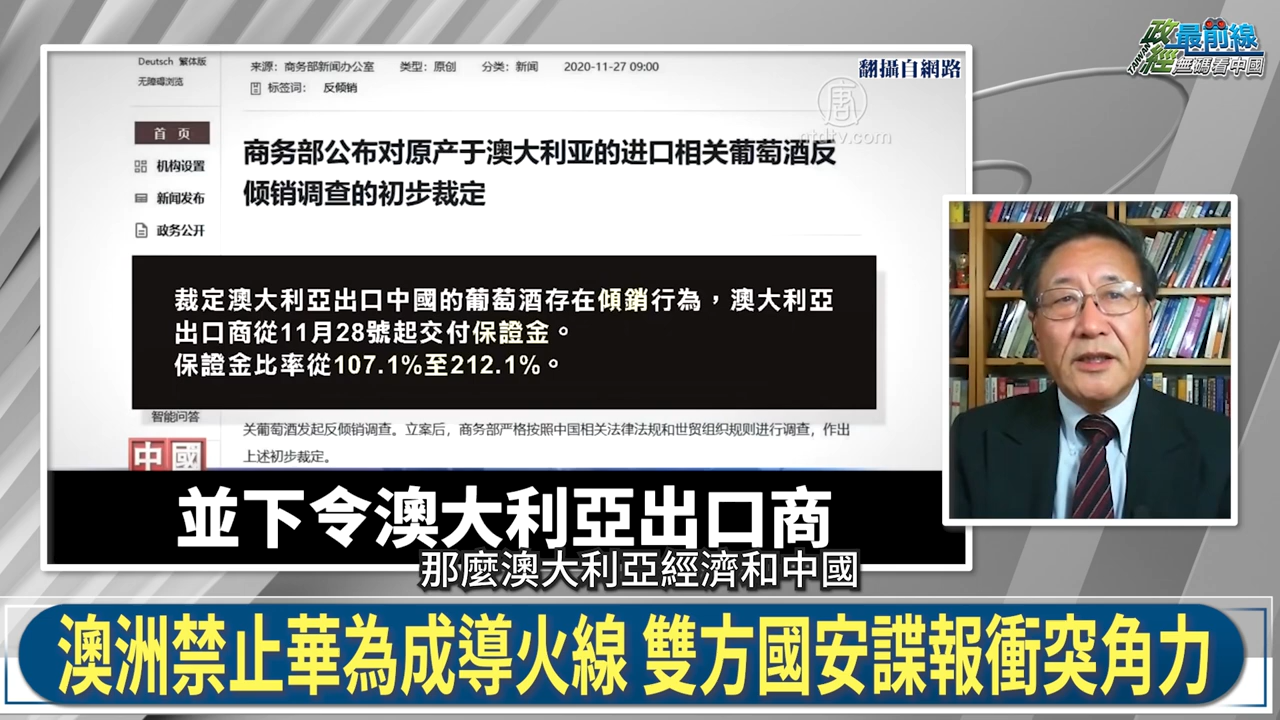 政經最前線
無碼看中國
翻攝自網路
Deutsch 繁体版
无障碍浏览
来源：商务部新闻办公室 类型：原创 分类：新闻 2020-11-27 09:00
标签词： 反倾销
唐
ntdtv.com
首 页
机构设置
新闻发布
政务公开
商务部公布对原产于澳大利亚的进口相关葡萄酒反
倾销调查的初步裁定
裁定澳大利亞出口中國的葡萄酒存在傾銷行為，澳大利亞
出口商從11月28號起交付保證金。
保證金比率從107.1%至212.1%。
智能问答
关葡萄酒发起反倾销调查。立案后，商务部严格按照中国相关法律法规和世贸组织规则进行调查，作出
上述初步裁定。
中國
並下令澳大利亞出口商
那麼澳大利亞經濟和中國
澳洲禁止華為成導火線 雙方國安諜報衝突角力